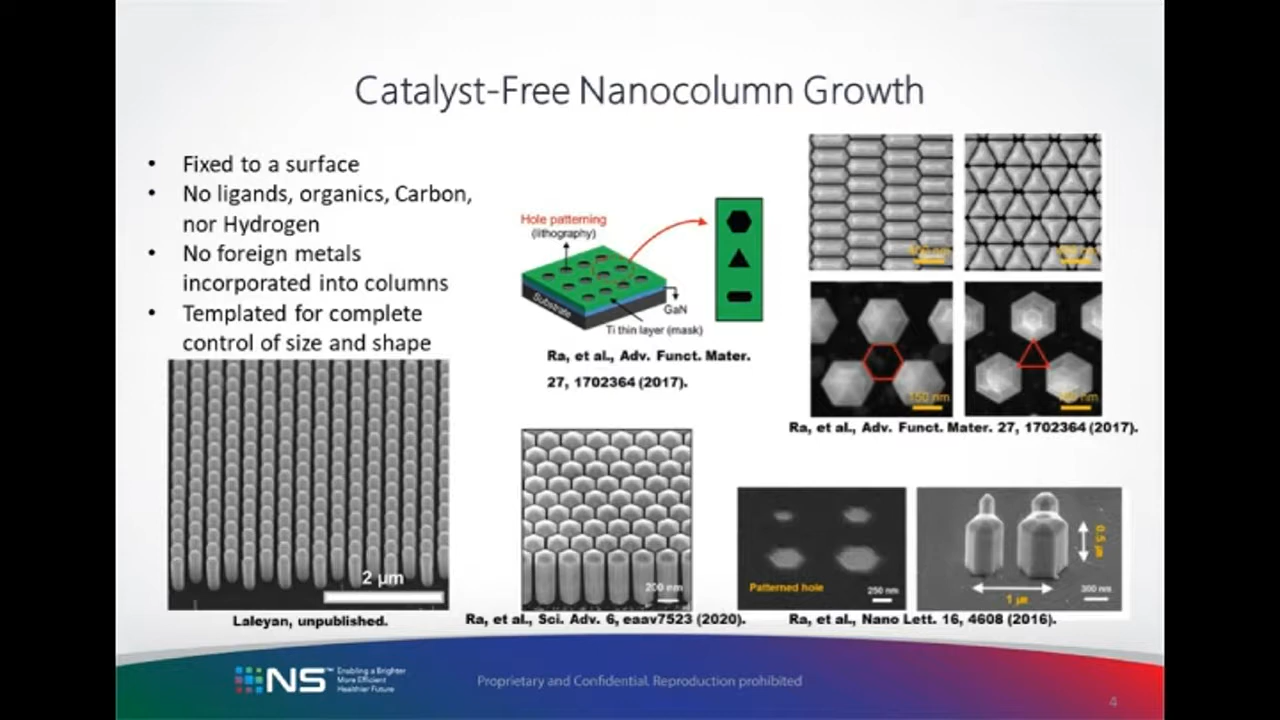 Catalyst-Free Nanocolumn Growth
• Fixed to a surface
• No ligands, organics, Carbon,
nor Hydrogen
• No foreign metals
incorporated into columns
• Templated for complete
control of size and shape
2 µm
Laleyan, unpublished.
Hole patterning
(lithography)
Substrate
GaN
Ti thin layer (mask)
Ra, et al., Adv. Funct. Mater.
27, 1702364 (2017).
200 nm
Ra, et al., Sci. Adv. 6, eaav7523 (2020).
150 nm
Ra, et al., Adv. Funct. Mater. 27, 1702364 (2017).
Patterned hole
250 nm
0.5 µm
1 µm
300 nm
Ra, et al., Nano Lett. 16, 4608 (2016).
NS™
Enabling a Brighter
More Efficient
Healthier Future
Proprietary and Confidential. Reproduction prohibited
4